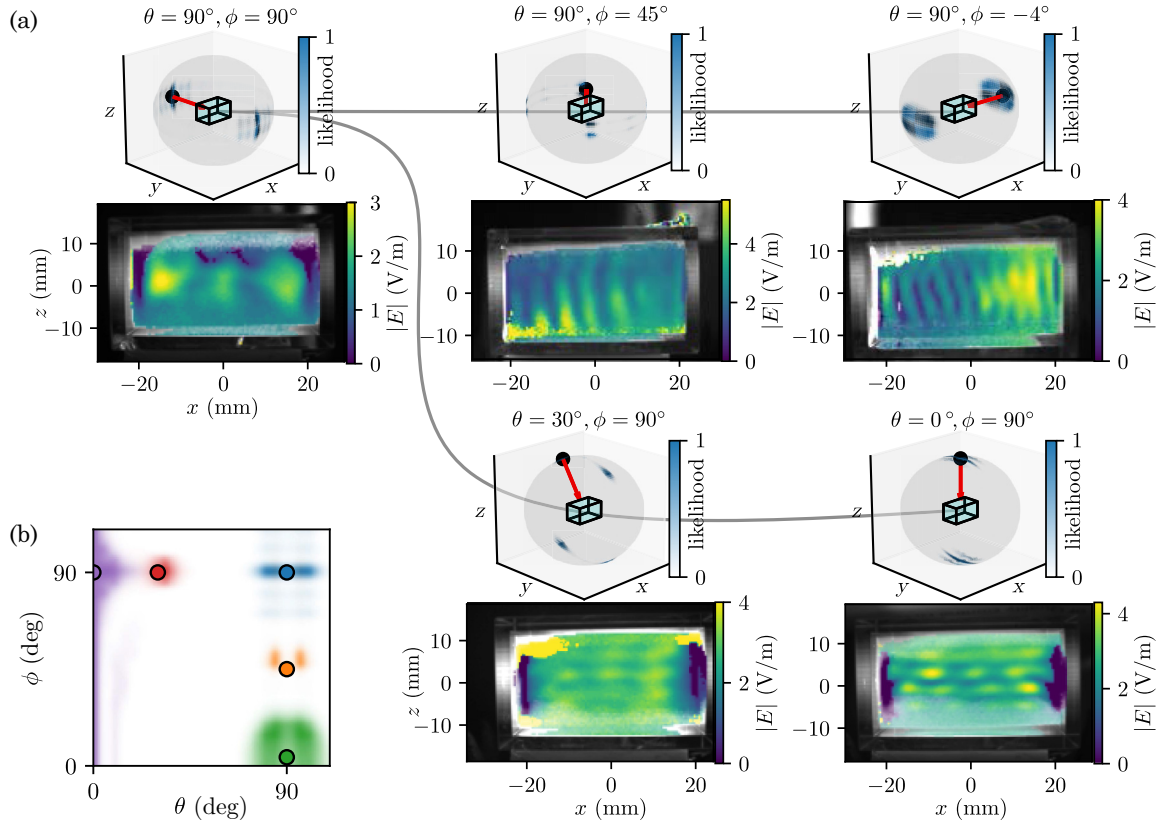 (a)
θ = 90°, ϕ = 90°
θ = 90°, ϕ = 45°
θ = 90°, ϕ = −4°
z
y
x
1
0
likelihood
z
y
x
1
0
likelihood
z
y
x
1
0
likelihood
10
0
−10
z (mm)
−20
0
20
x (mm)
3
2
1
0
|E| (V/m)
10
0
−10
−20
0
20
4
2
0
|E| (V/m)
10
0
−10
−20
0
20
4
2
0
|E| (V/m)
θ = 30°, ϕ = 90°
θ = 0°, ϕ = 90°
z
y
x
1
0
likelihood
z
y
x
1
0
likelihood
10
0
−10
z (mm)
−20
0
20
x (mm)
4
2
0
|E| (V/m)
10
0
−10
−20
0
20
x (mm)
4
2
0
|E| (V/m)
(b)
90
0
ϕ (deg)
0
90
θ (deg)